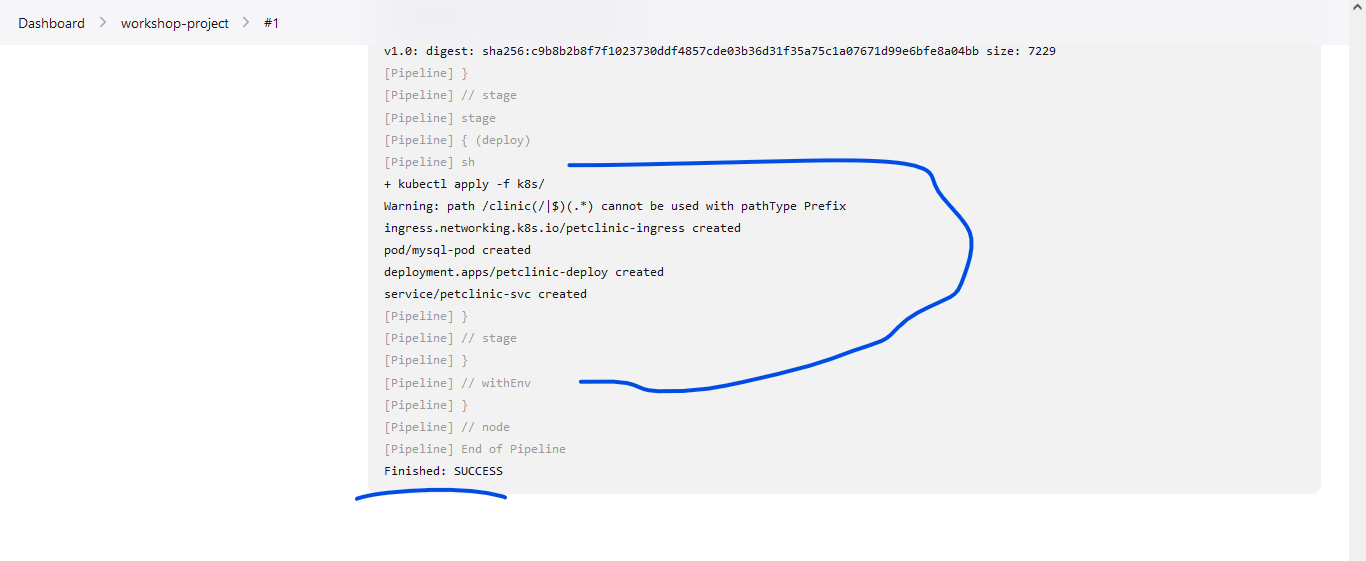 Dashboard > workshop-project > #1
v1.0: digest: sha256:c9b8b2b8f7f1023730ddf4857cde03b36d31f35a75c1a07671d99e6bfe8a04bb size: 7229
[Pipeline] }
[Pipeline] // stage
[Pipeline] stage
[Pipeline] { (deploy)
[Pipeline] sh
+ kubectl apply -f k8s/
Warning: path /clinic(/|$)(.*) cannot be used with pathType Prefix
ingress.networking.k8s.io/petclinic-ingress created
pod/mysql-pod created
deployment.apps/petclinic-deploy created
service/petclinic-svc created
[Pipeline] }
[Pipeline] // stage
[Pipeline] }
[Pipeline] // withEnv
[Pipeline] }
[Pipeline] // node
[Pipeline] End of Pipeline
Finished: SUCCESS